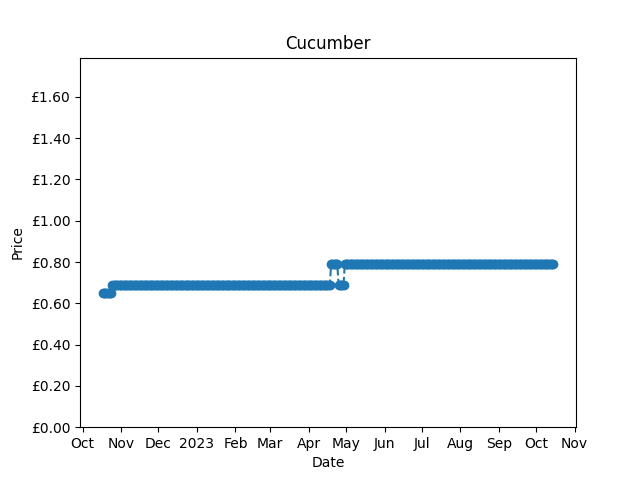 Cucumber
Price
£1.60
£1.40
£1.20
£1.00
£0.80
£0.60
£0.40
£0.20
£0.00
Oct Nov Dec 2023 Feb Mar Apr May Jun Jul Aug Sep Oct Nov
Date